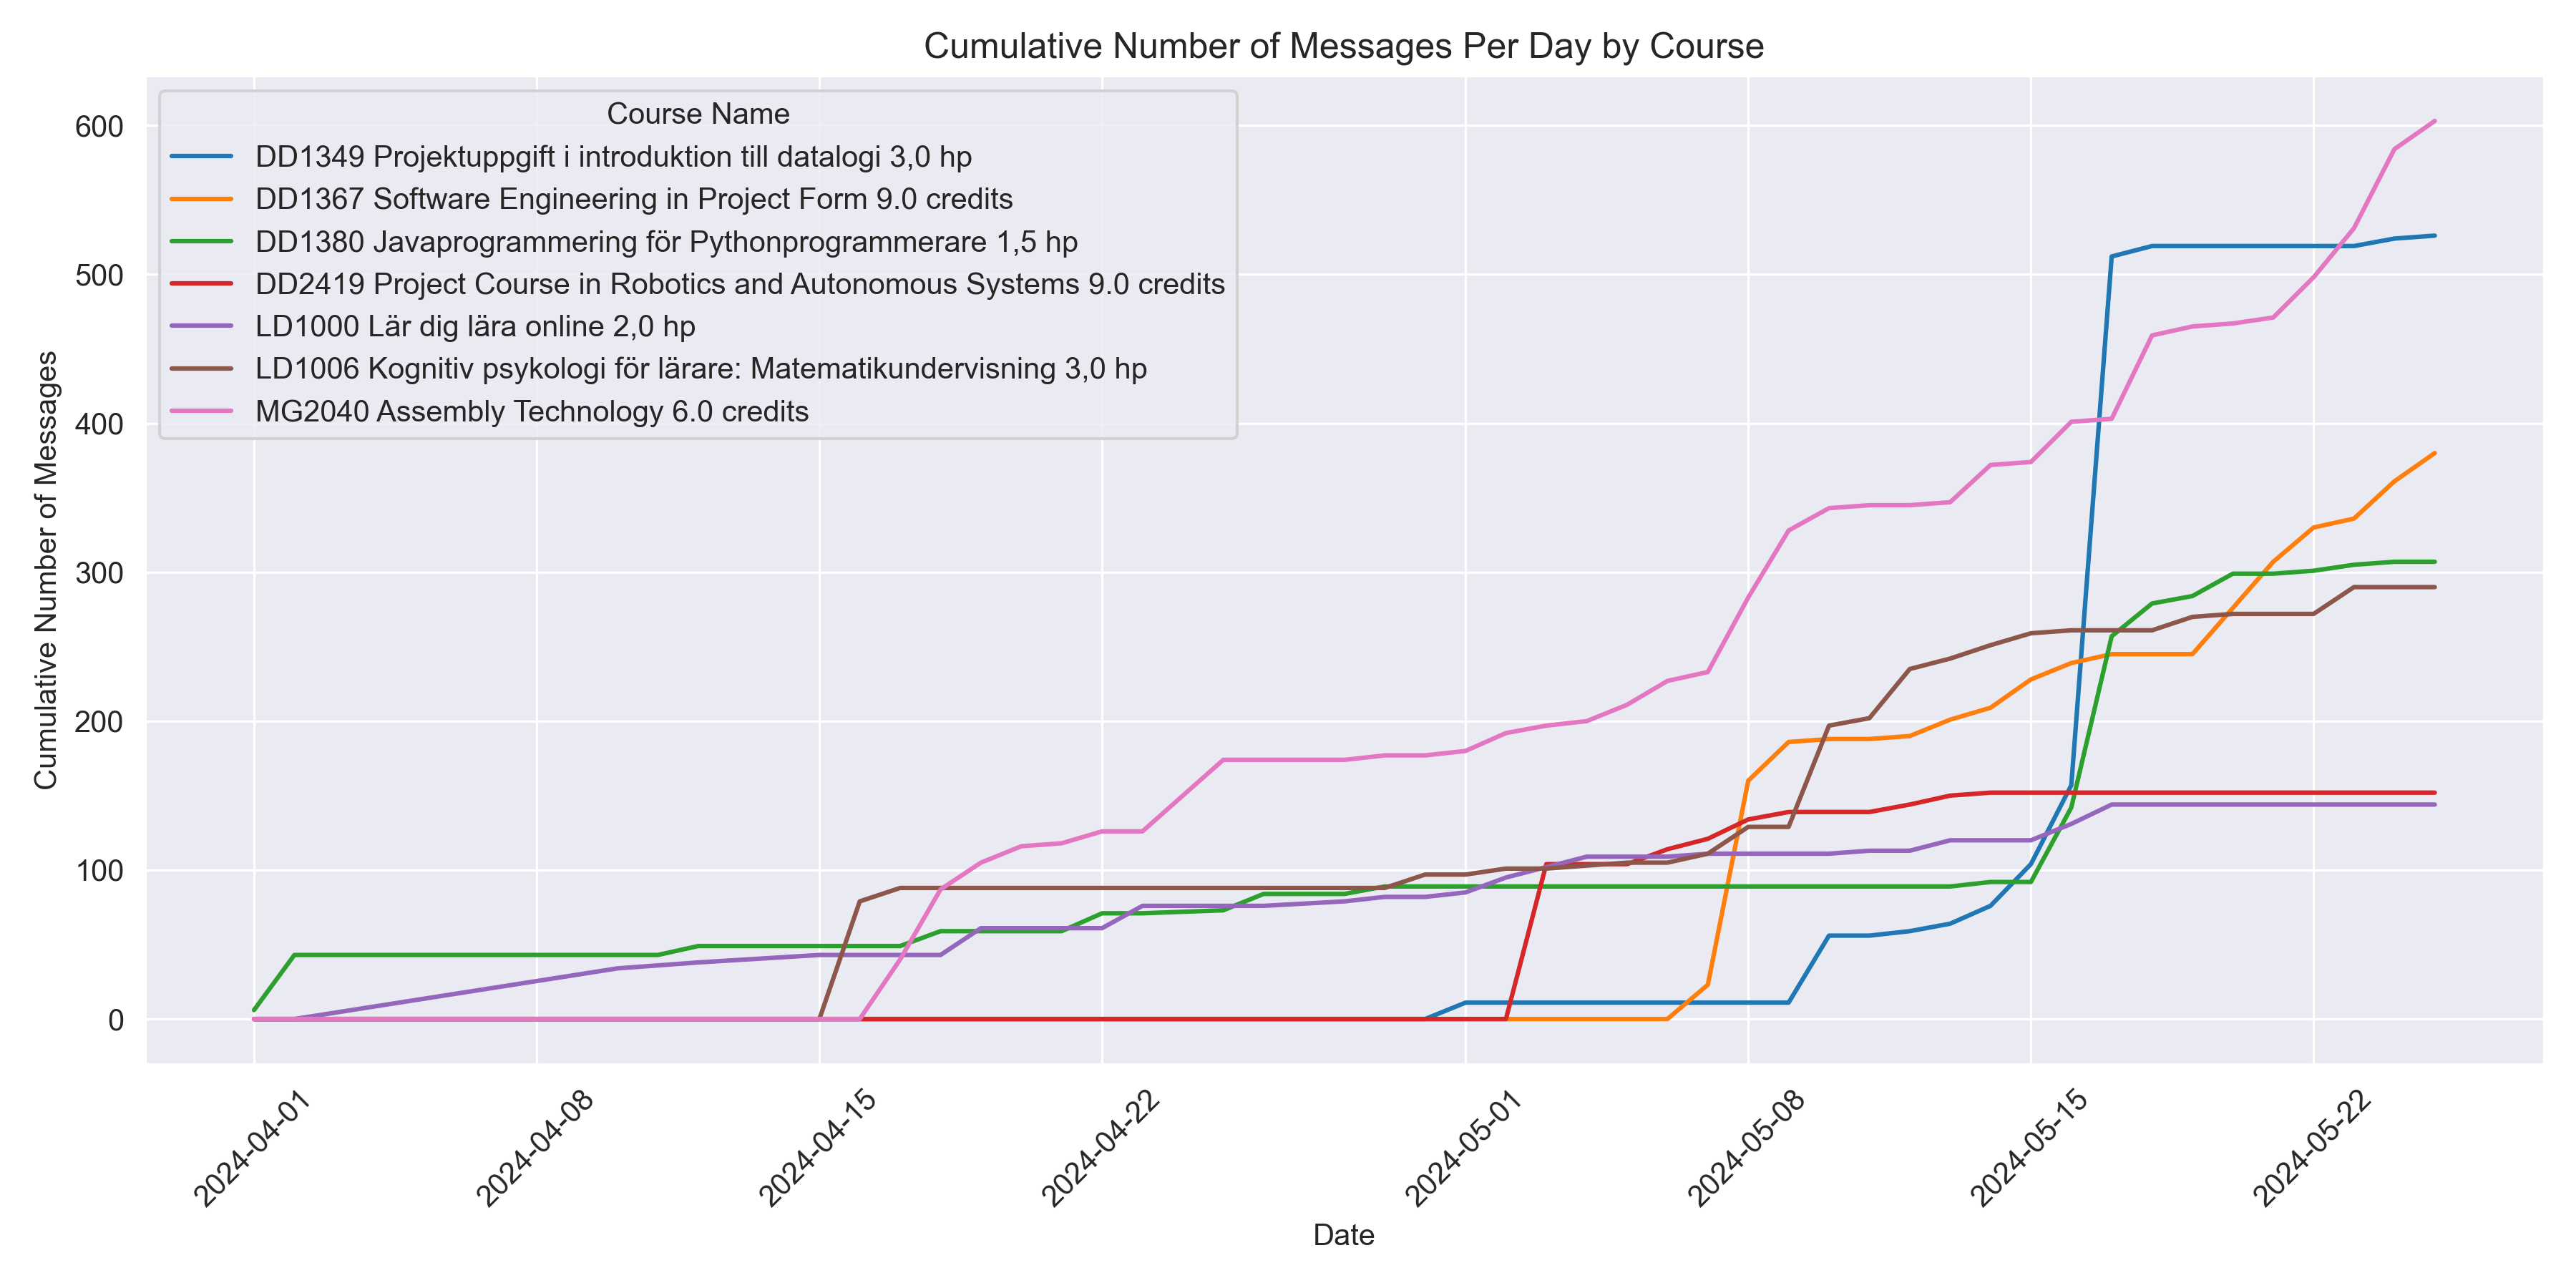 Cumulative Number of Messages Per Day by Course
Course Name
DD1349 Projektuppgift i introduktion till datalogi 3,0 hp
DD1367 Software Engineering in Project Form 9.0 credits
DD1380 Javaprogrammering för Pythonprogrammerare 1,5 hp
DD2419 Project Course in Robotics and Autonomous Systems 9.0 credits
LD1000 Lär dig lära online 2,0 hp
LD1006 Kognitiv psykologi för lärare: Matematikundervisning 3,0 hp
MG2040 Assembly Technology 6.0 credits
Cumulative Number of Messages
600
500
400
300
200
100
0
2024-04-01
2024-04-08
2024-04-15
2024-04-22
2024-05-01
2024-05-08
2024-05-15
2024-05-22
Date